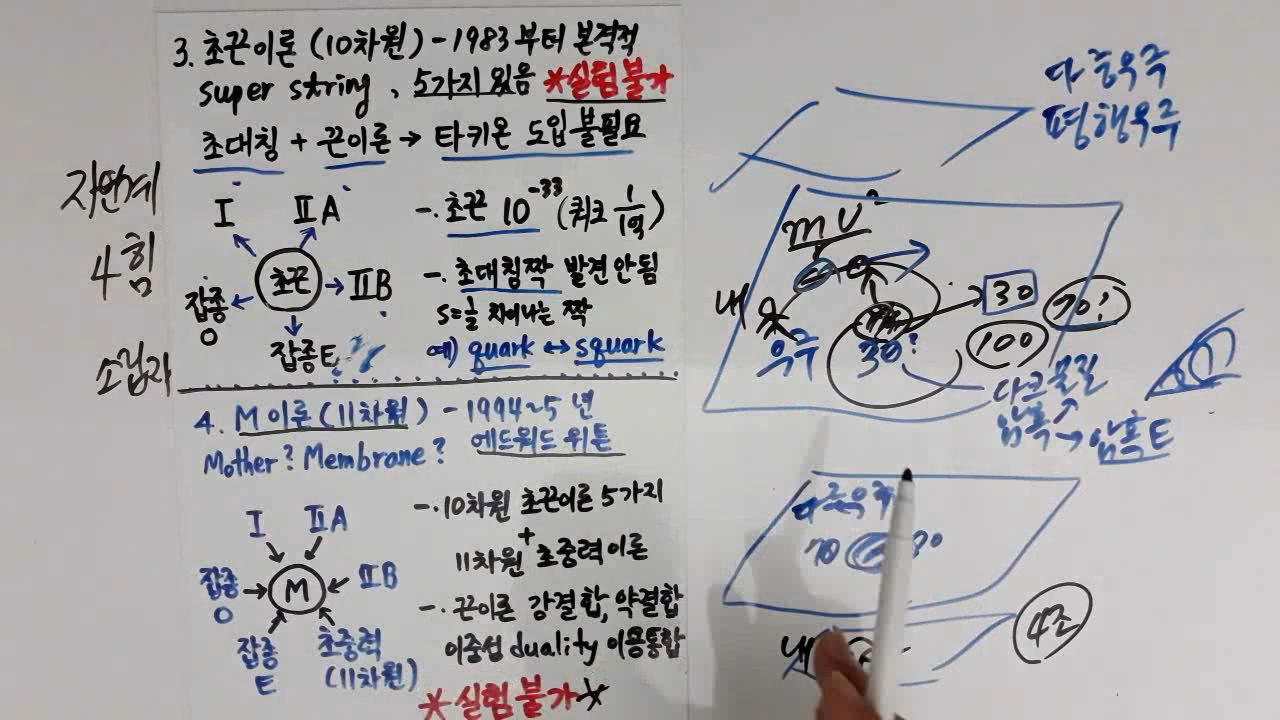 3. 초끈이론 (10차원) - 1983부터 본격적
super string, 5가지있음 *실험불가
초대칭 + 끈이론 → 타키온 도입불필요
I
IIA
초끈
IIB
잡종
O
잡종E
-. 초끈 10⁻³³ (쿼크 1/1억)
-. 초대칭짝 발견안됨
s=½ 차이나는 짝
예) quark ↔ squark
4. M이론 (11차원) - 1994~5년
에드워드 위튼
Mother? Membrane?
I
IIA
잡종
O
M
IIB
잡종
E
초중력
(11차원)
-. 10차원 초끈이론 5가지
+
11차원 초중력이론
-. 끈이론 강결합, 약결합
이중성 duality 이용통합
*실험불가*
자연계
4힘
소립자
다중우주
평행우주
mv²
내
우주
30?
30
100
70!
다크물질
암흑 → 암흑E
다른우주
70
30
4조
내